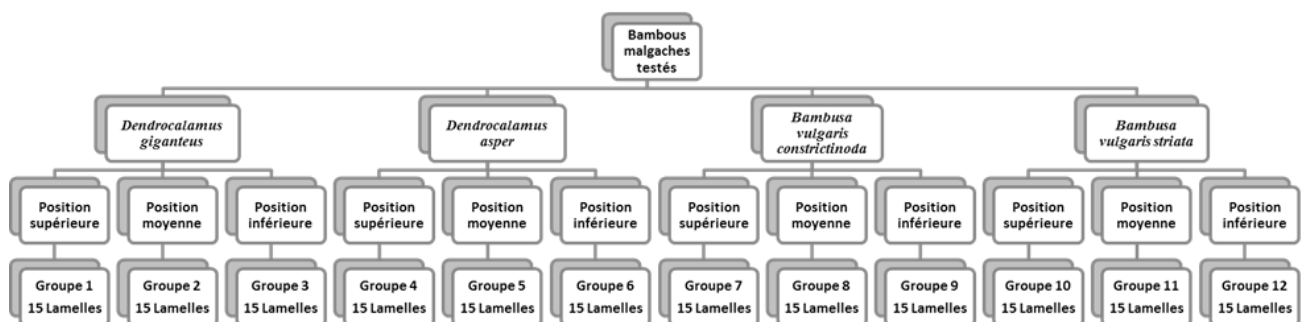 Bambous
malgaches
testés
Dendrocalamus
giganteus
Dendrocalamus
asper
Bambusa
vulgaris
constrictinoda
Bambusa
vulgaris striata
Position
supérieure
Position
moyenne
Position
inférieure
Position
supérieure
Position
moyenne
Position
inférieure
Position
supérieure
Position
moyenne
Position
inférieure
Position
supérieure
Position
moyenne
Position
inférieure
Groupe 1
15 Lamelles
Groupe 2
15 Lamelles
Groupe 3
15 Lamelles
Groupe 4
15 Lamelles
Groupe 5
15 Lamelles
Groupe 6
15 Lamelles
Groupe 7
15 Lamelles
Groupe 8
15 Lamelles
Groupe 9
15 Lamelles
Groupe 10
15 Lamelles
Groupe 11
15 Lamelles
Groupe 12
15 Lamelles